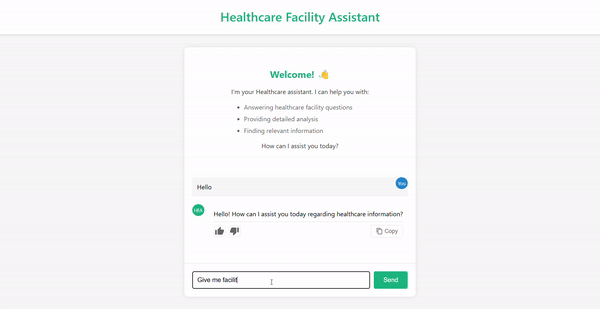 Healthcare Facility Assistant
Welcome! 👋
I'm your Healthcare assistant. I can help you with:
• Answering healthcare facility questions
• Providing detailed analysis
• Finding relevant information
How can I assist you today?
Hello
You
HFA
Hello! How can I assist you today regarding healthcare information?
Copy
Give me facilit
Send